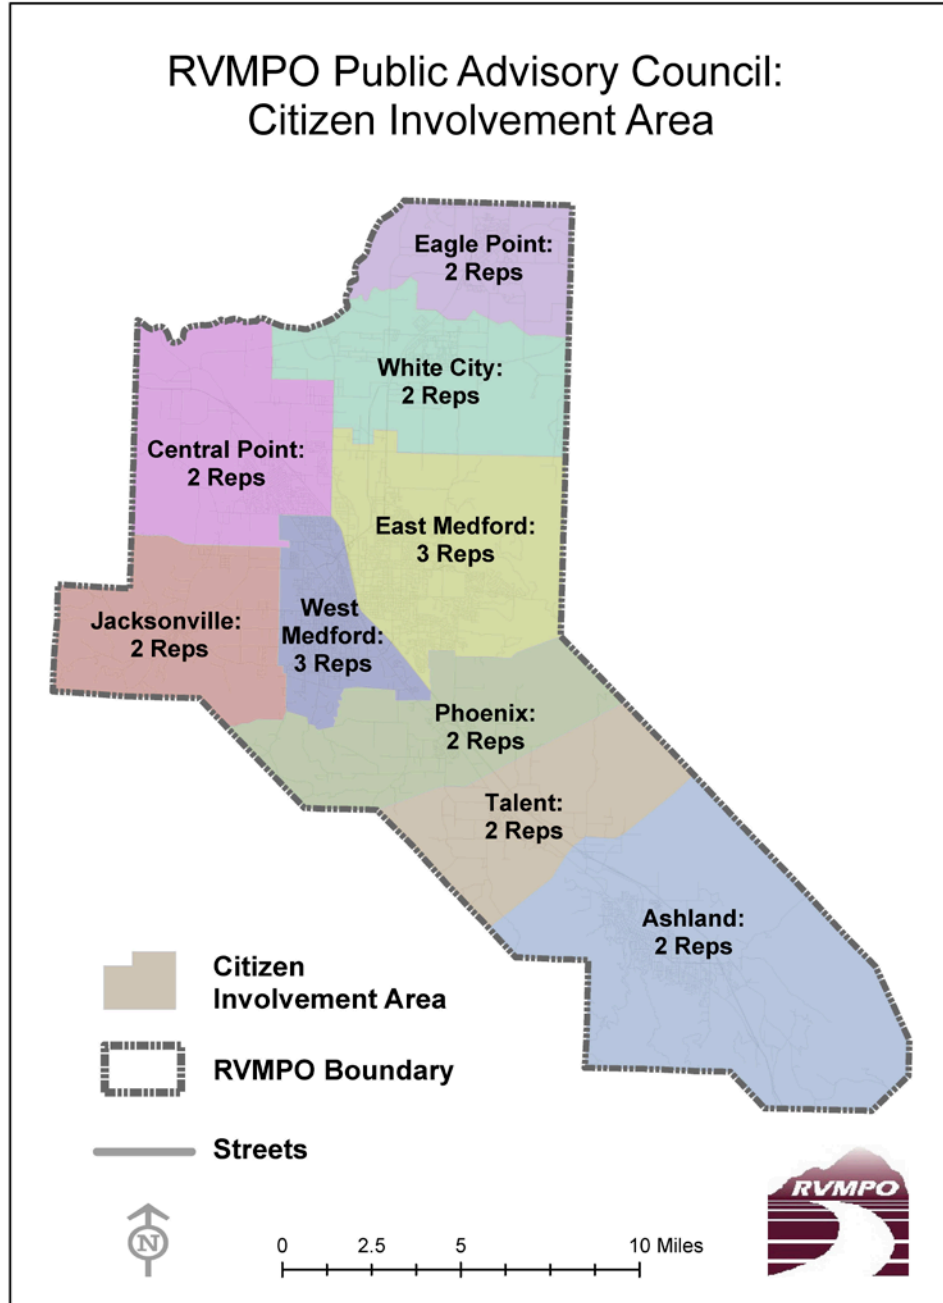 RVMPO Public Advisory Council:
Citizen Involvement Area
Eagle Point:
2 Reps
White City:
2 Reps
Central Point:
2 Reps
East Medford:
3 Reps
West
Medford:
3 Reps
Jacksonville:
2 Reps
Phoenix:
2 Reps
Talent:
2 Reps
Ashland:
2 Reps
Citizen
Involvement Area
RVMPO Boundary
Streets
N
0 2.5 5 10 Miles
RVMPO